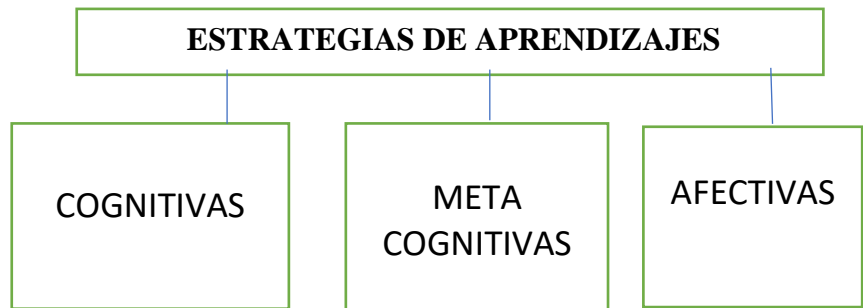 ESTRATEGIAS DE APRENDIZAJES
COGNITIVAS
META
COGNITIVAS
AFECTIVAS